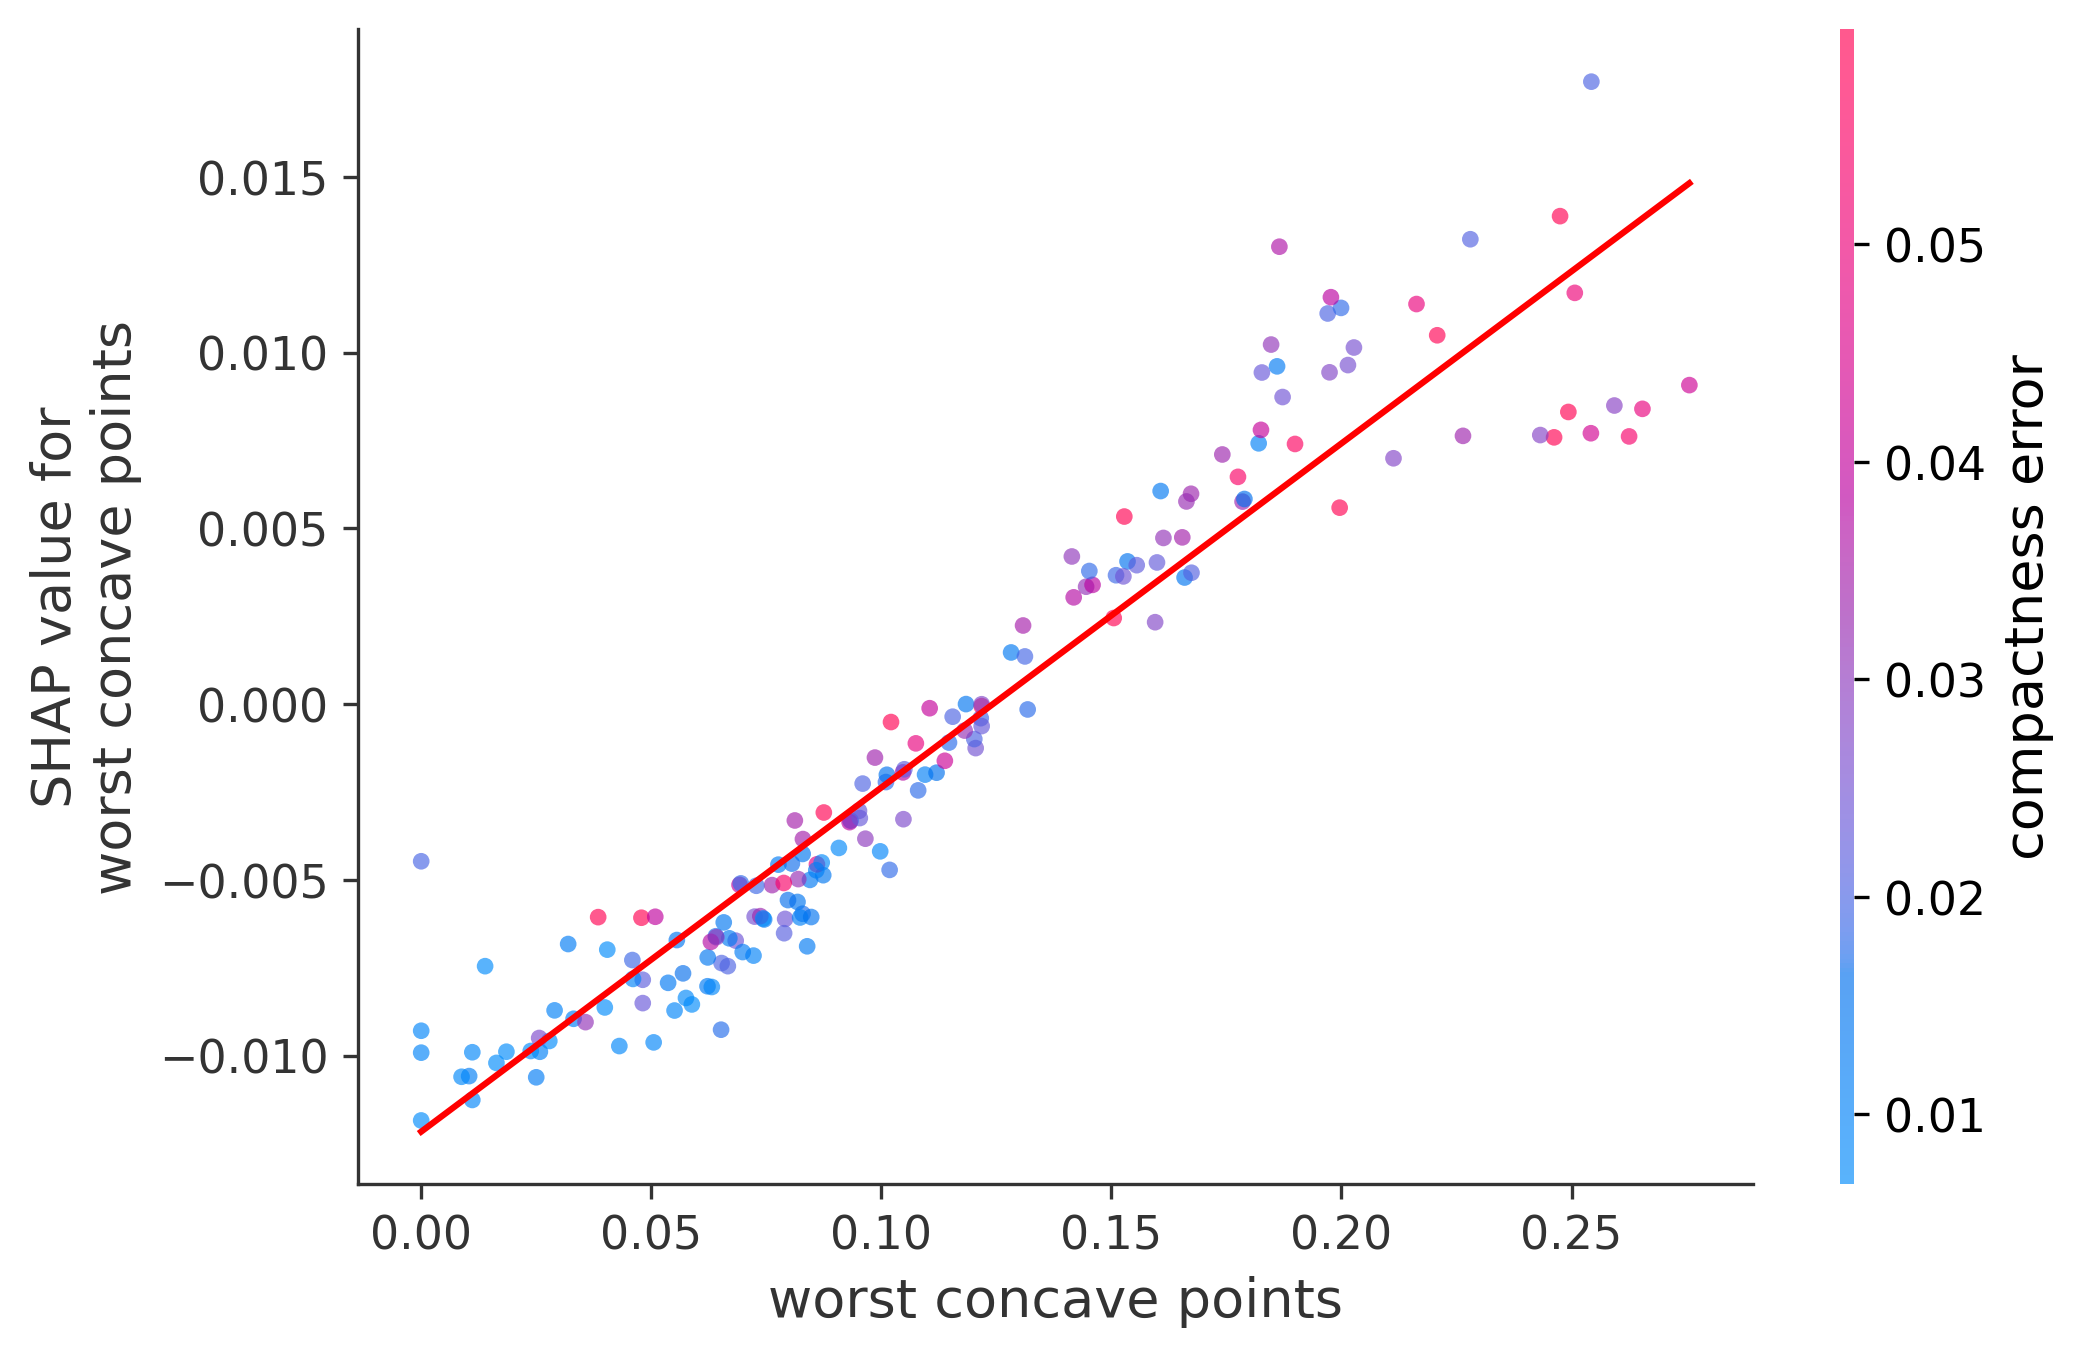 SHAP value for
worst concave points
0.015
0.010
0.005
0.000
−0.005
−0.010
0.00 0.05 0.10 0.15 0.20 0.25
worst concave points
0.05
0.04
0.03
0.02
0.01
compactness error